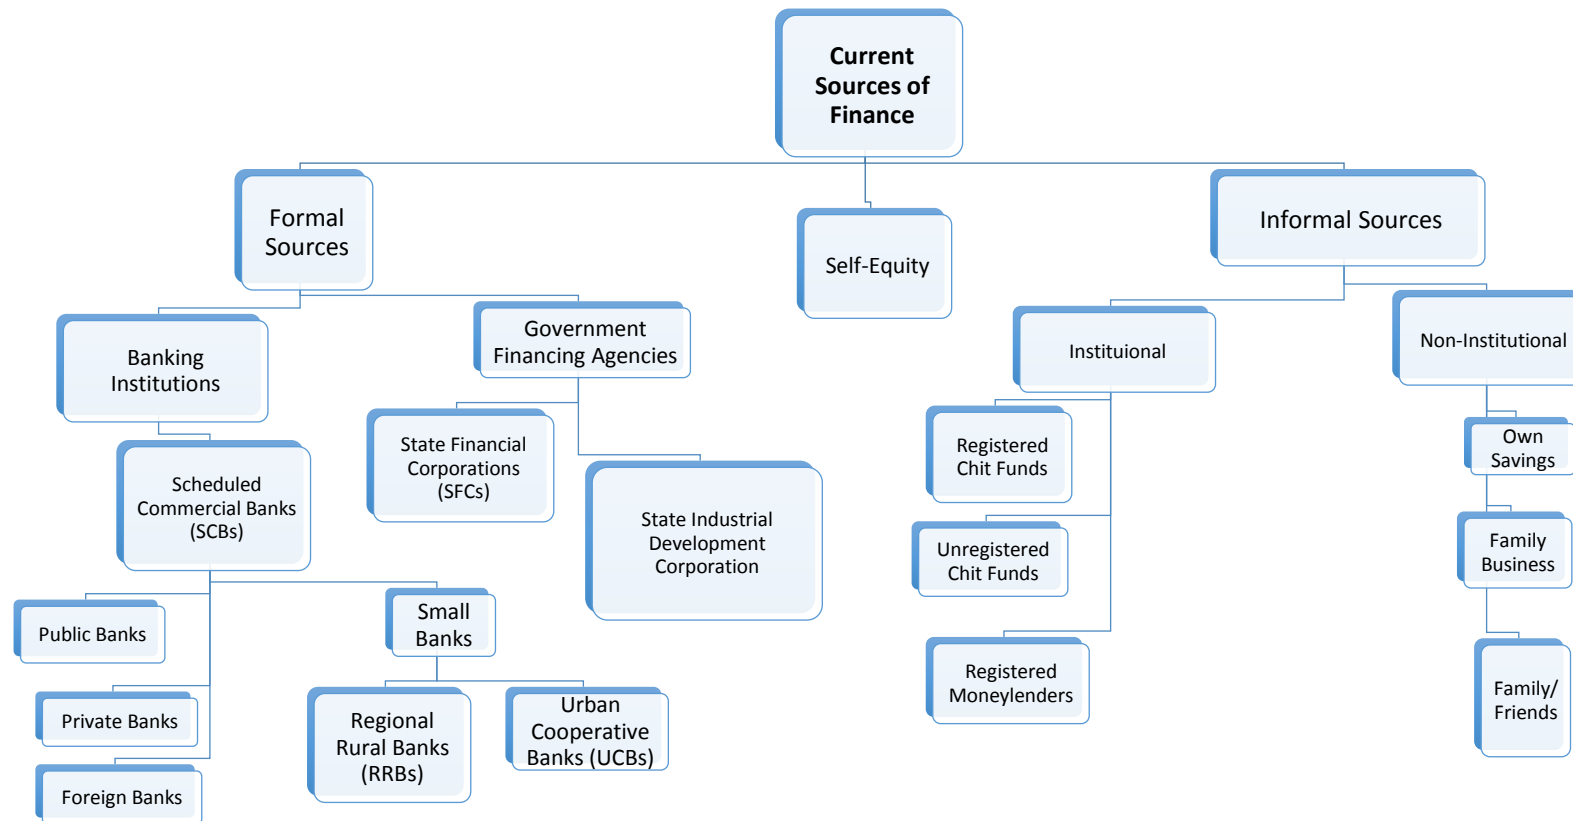 Current
Sources of
Finance
Formal
Sources
Self-Equity
Informal Sources
Banking
Institutions
Government
Financing Agencies
Instituional
Non-Institutional
Scheduled
Commercial Banks
(SCBs)
State Financial
Corporations
(SFCs)
State Industrial
Development
Corporation
Registered
Chit Funds
Own
Savings
Unregistered
Chit Funds
Family
Business
Public Banks
Small
Banks
Registered
Moneylenders
Family/
Friends
Private Banks
Regional
Rural Banks
(RRBs)
Urban
Cooperative
Banks (UCBs)
Foreign Banks